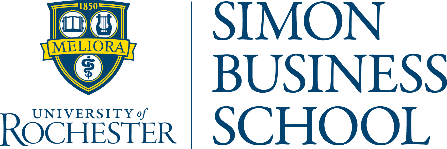 1850
MELIORA
UNIVERSITY of
ROCHESTER
SIMON
BUSINESS
SCHOOL